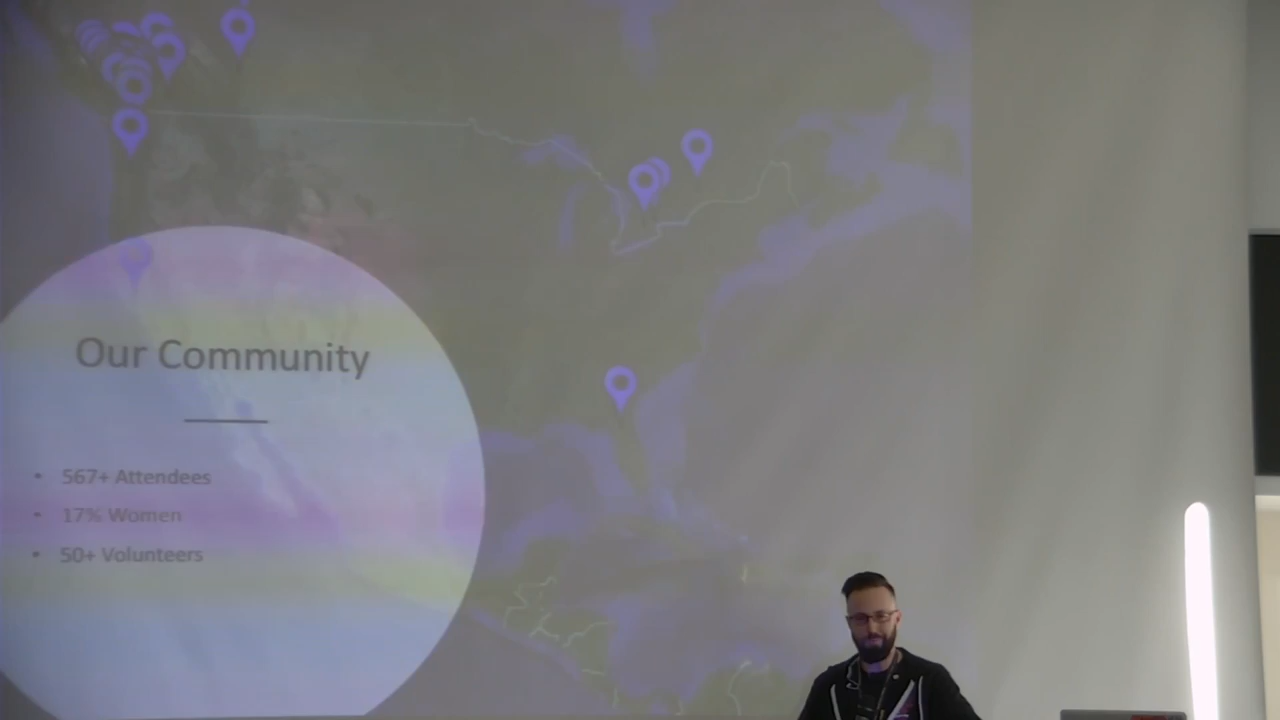 Our Community
• 567+ Attendees
• 17% Women
• 50+ Volunteers